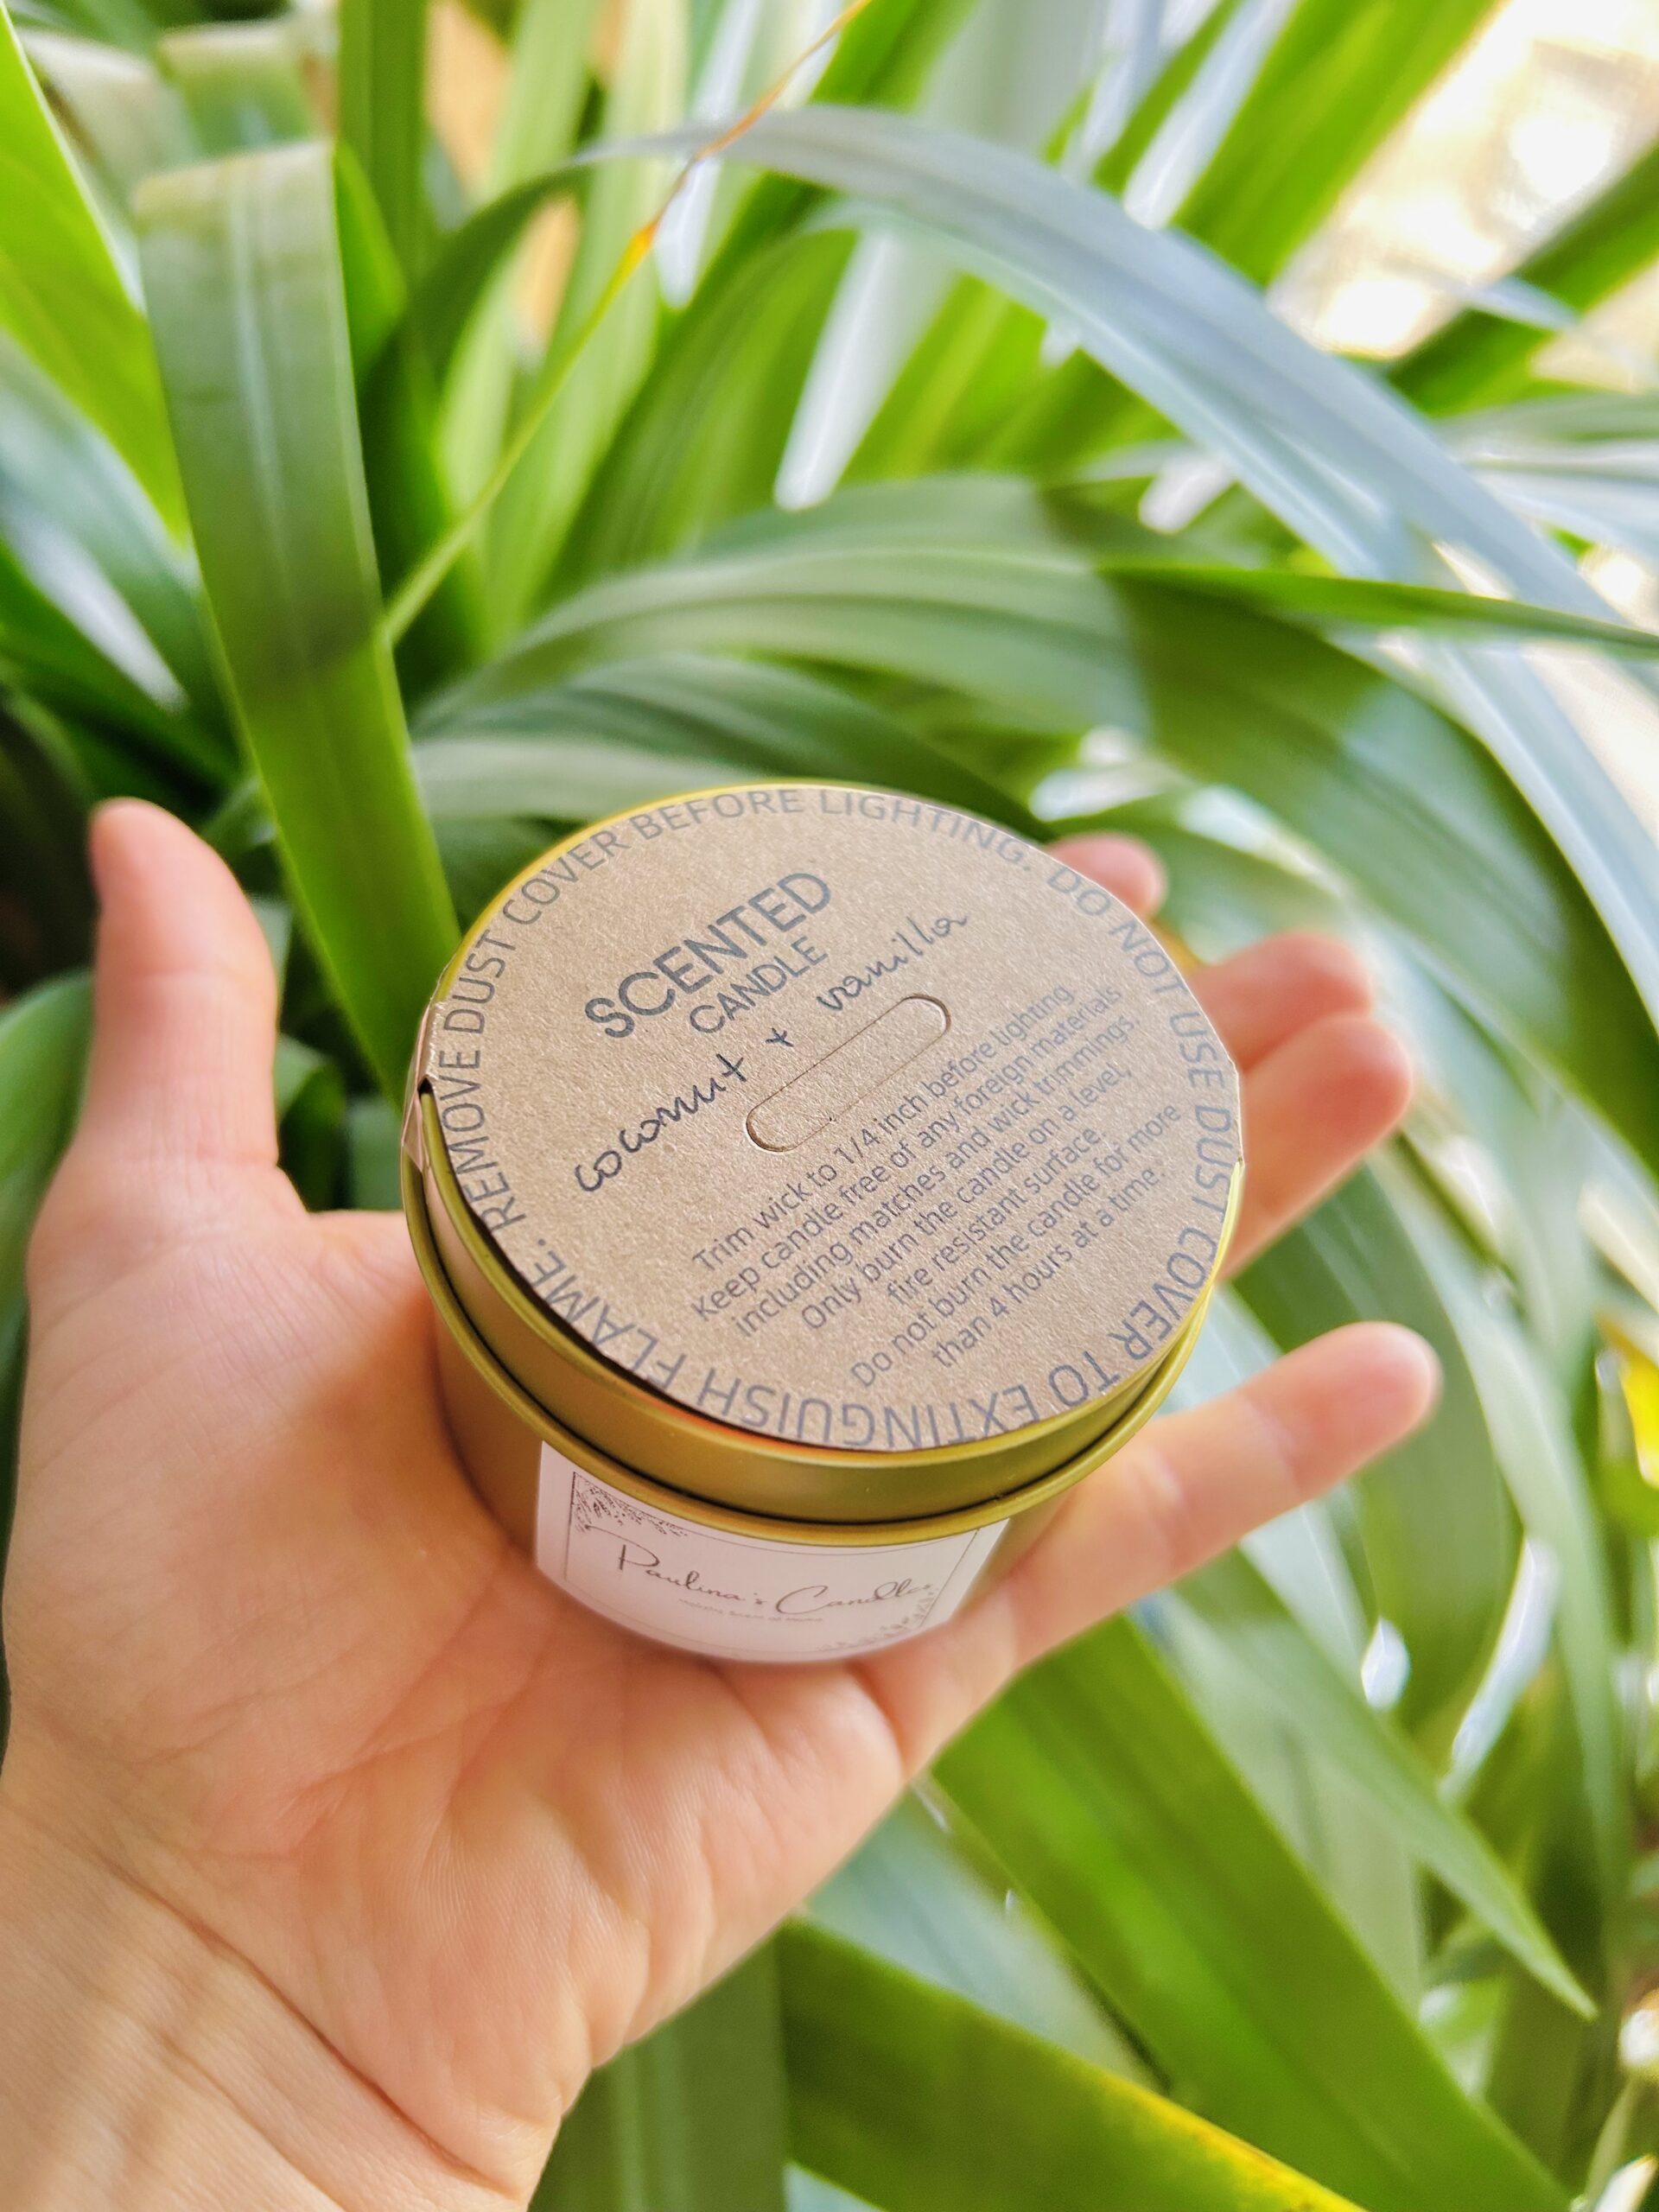 REMOVE DUST COVER BEFORE LIGHTING. DO NOT USE DUST COVER TO EXTINGUISH FLAME.
SCENTED
CANDLE
coconut + vanilla
Trim wick to 1/4 inch before lighting.
Keep candle free of any foreign materials
including matches and wick trimmings.
Only burn the candle on a level,
fire resistant surface.
Do not burn the candle for more
than 4 hours at a time.
Paulina's Candles